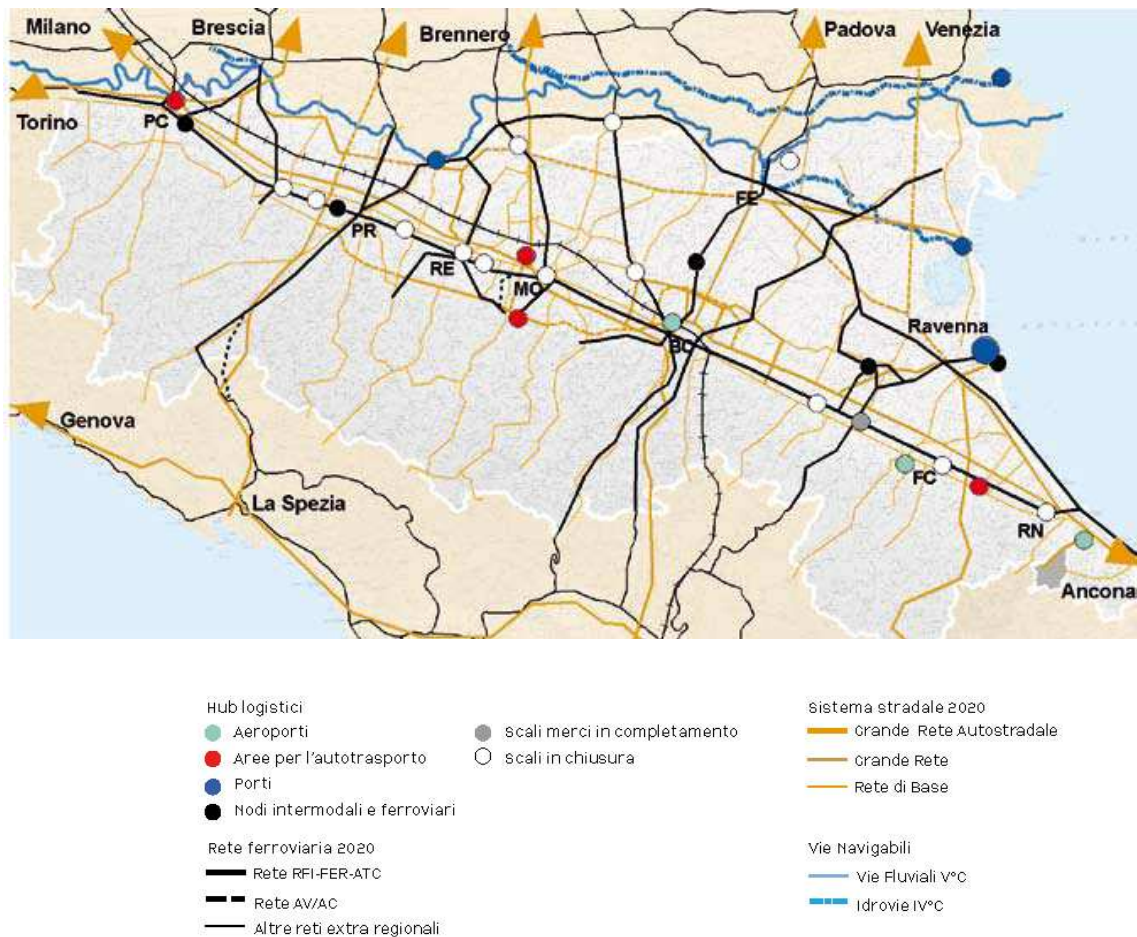 Milano
Brescia
Brennero
Padova
Venezia
Torino
PC
FE
PR
RE
MO
BO
Ravenna
Genova
La Spezia
FC
RN
Ancona
Hub logistici
Aeroporti
Aree per l'autotrasporto
Porti
Nodi intermodali e ferroviari
Scali merci in completamento
Scali in chiusura
Rete ferroviaria 2020
Rete RFI-FER-ATC
Rete AV/AC
Altre reti extra regionali
Sistema stradale 2020
Grande Rete Autostradale
Grande Rete
Rete di Base
Vie Navigabili
Vie Fluviali V°C
Idrovie IV°C